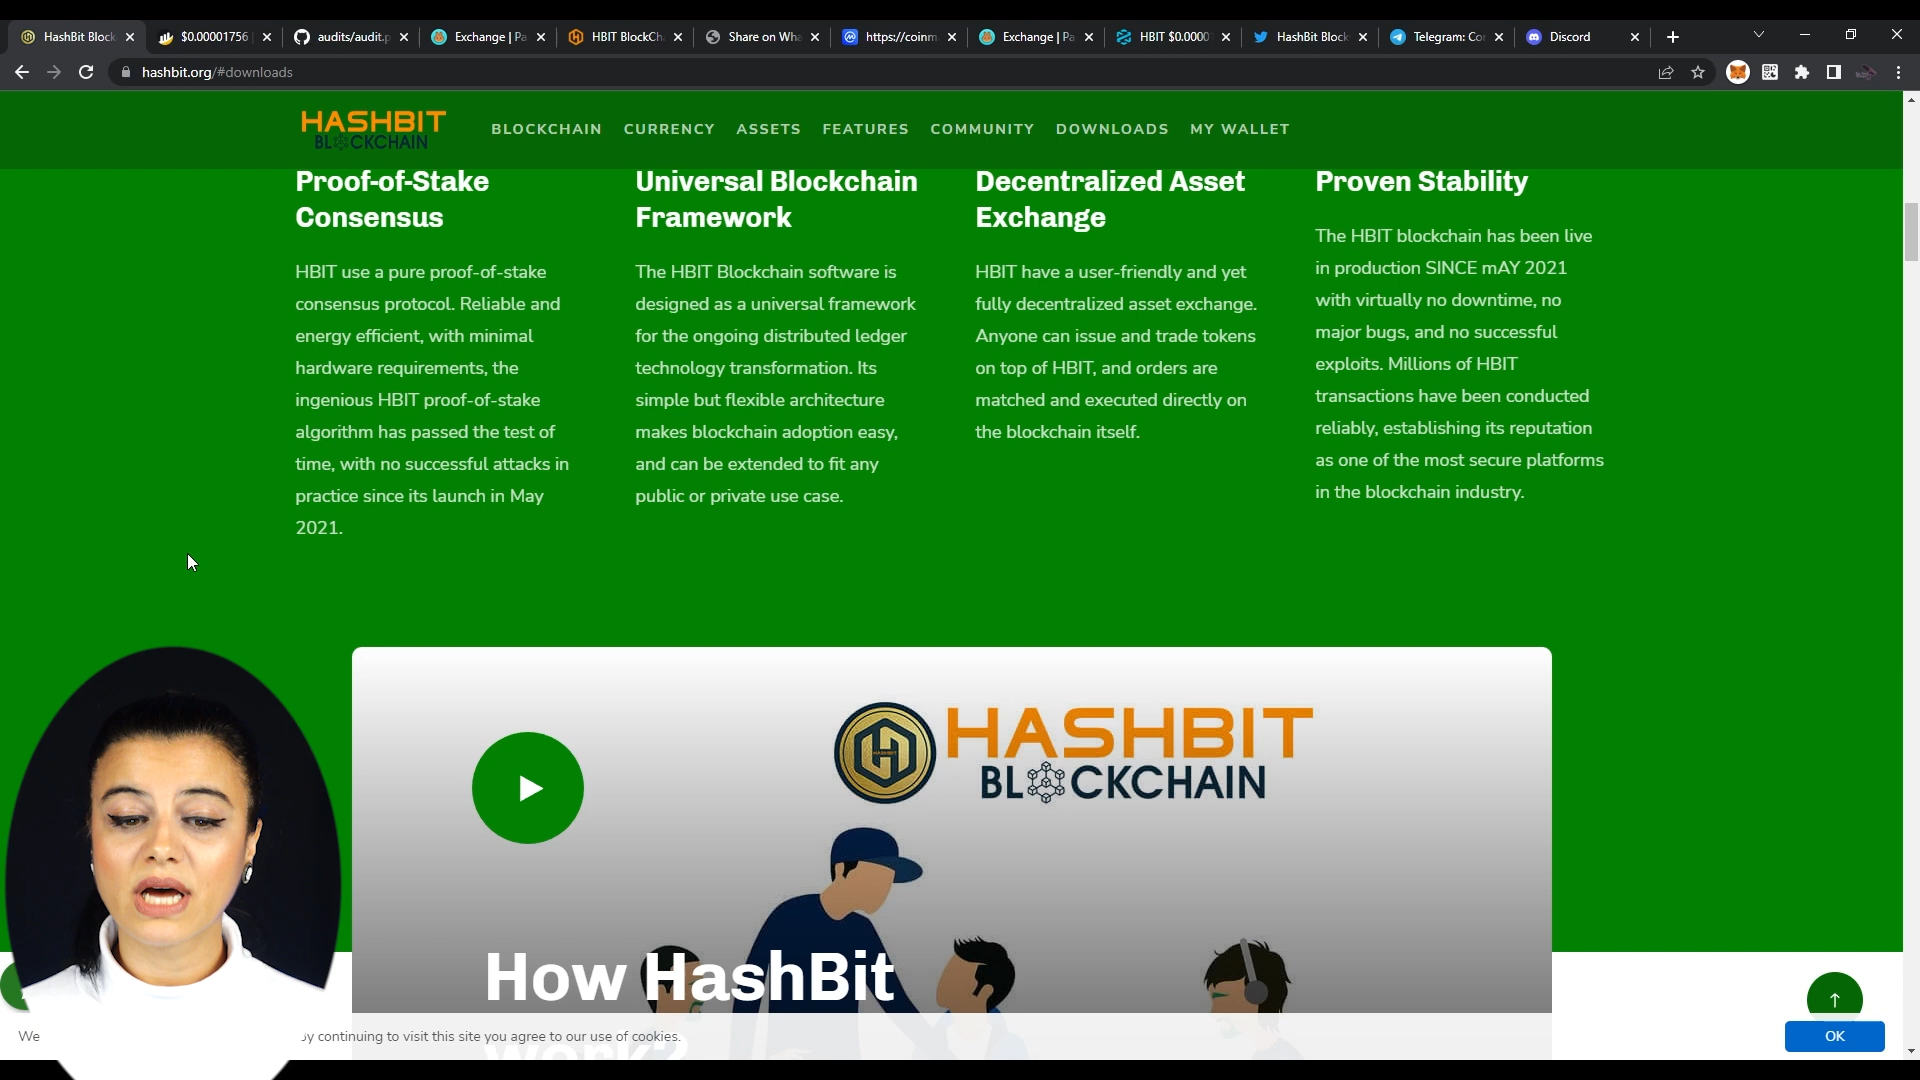 HashBit Block
$0.00001756
audits/audit.p
Exchange | Pa
HBIT BlockCh
Share on Wha
https://coinm
Exchange | Pa
HBIT $0.0000
HashBit Block
Telegram: Co
Discord
hashbit.org/#downloads
HASHBIT
BLOCKCHAIN
BLOCKCHAIN
CURRENCY
ASSETS
FEATURES
COMMUNITY
DOWNLOADS
MY WALLET
Proof-of-Stake
Consensus
HBIT use a pure proof-of-stake
consensus protocol. Reliable and
energy efficient, with minimal
hardware requirements, the
ingenious HBIT proof-of-stake
algorithm has passed the test of
time, with no successful attacks in
practice since its launch in May
2021.
Universal Blockchain
Framework
The HBIT Blockchain software is
designed as a universal framework
for the ongoing distributed ledger
technology transformation. Its
simple but flexible architecture
makes blockchain adoption easy,
and can be extended to fit any
public or private use case.
Decentralized Asset
Exchange
HBIT have a user-friendly and yet
fully decentralized asset exchange.
Anyone can issue and trade tokens
on top of HBIT, and orders are
matched and executed directly on
the blockchain itself.
Proven Stability
The HBIT blockchain has been live
in production SINCE mAY 2021
with virtually no downtime, no
major bugs, and no successful
exploits. Millions of HBIT
transactions have been conducted
reliably, establishing its reputation
as one of the most secure platforms
in the blockchain industry.
HASHBIT
BLOCKCHAIN
How HashBit
work?
We
by continuing to visit this site you agree to our use of cookies.
OK